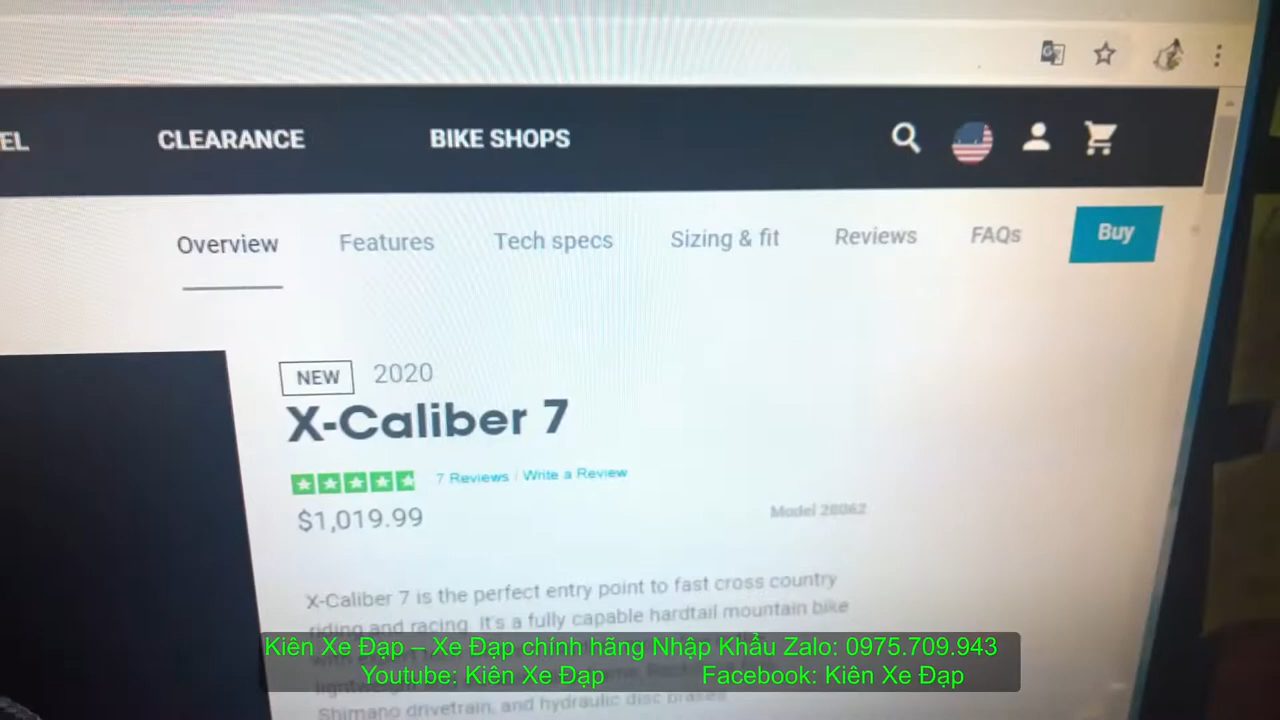 EL CLEARANCE BIKE SHOPS
Overview Features Tech specs Sizing & fit Reviews FAQs Buy
NEW 2020
X-Caliber 7
7 Reviews / Write a Review
$1,019.99 Model 28062
X-Caliber 7 is the perfect entry point to fast cross country
riding and racing. It's a fully capable hardtail mountain bike
Kiên Xe Đạp – Xe Đạp chính hãng Nhập Khẩu Zalo: 0975.709.943
Youtube: Kiên Xe Đạp Facebook: Kiên Xe Đạp
Shimano drivetrain, and hydraulic disc brakes